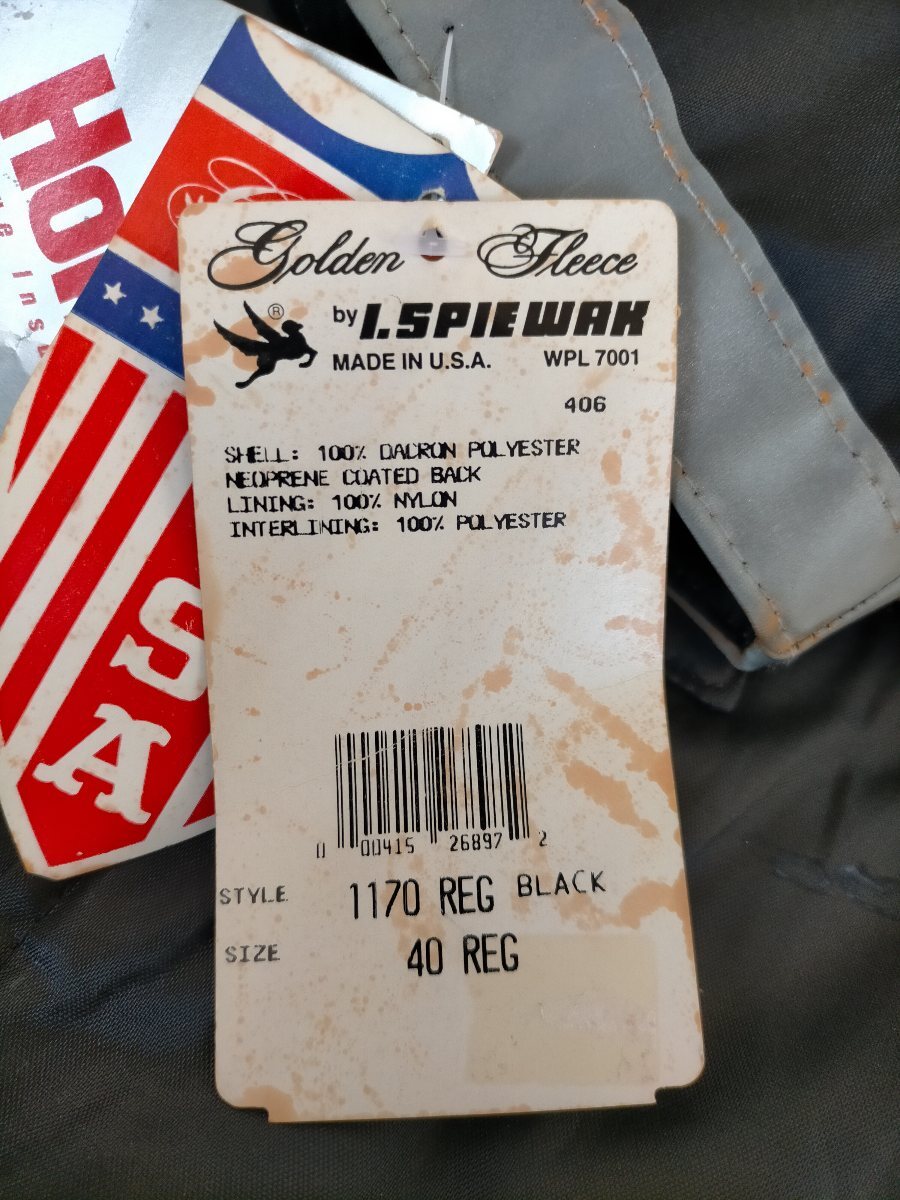 Golden Fleece
®
by I.SPIEWAK
MADE IN U.S.A. WPL 7001
406
SHELL: 100% DACRON POLYESTER
NEOPRENE COATED BACK
LINING: 100% NYLON
INTERLINING: 100% POLYESTER
0 00415 26897 2
STYLE 1170 REG BLACK
SIZE 40 REG
SA